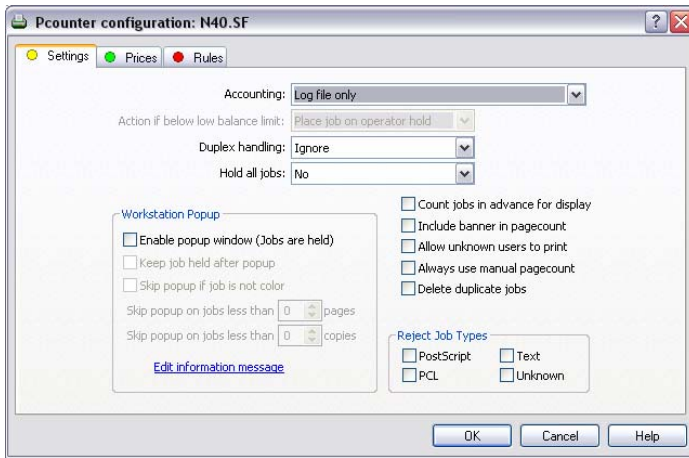 Pcounter configuration: N40.SF
Settings Prices Rules
Accounting: Log file only
Action if below low balance limit: Place job on operator hold
Duplex handling: Ignore
Hold all jobs: No
Workstation Popup
Enable popup window (Jobs are held)
Keep job held after popup
Skip popup if job is not color
Skip popup on jobs less than 0 pages
Skip popup on jobs less than 0 copies
Edit information message
Count jobs in advance for display
Include banner in pagecount
Allow unknown users to print
Always use manual pagecount
Delete duplicate jobs
Reject Job Types
PostScript Text
PCL Unknown
OK Cancel Help